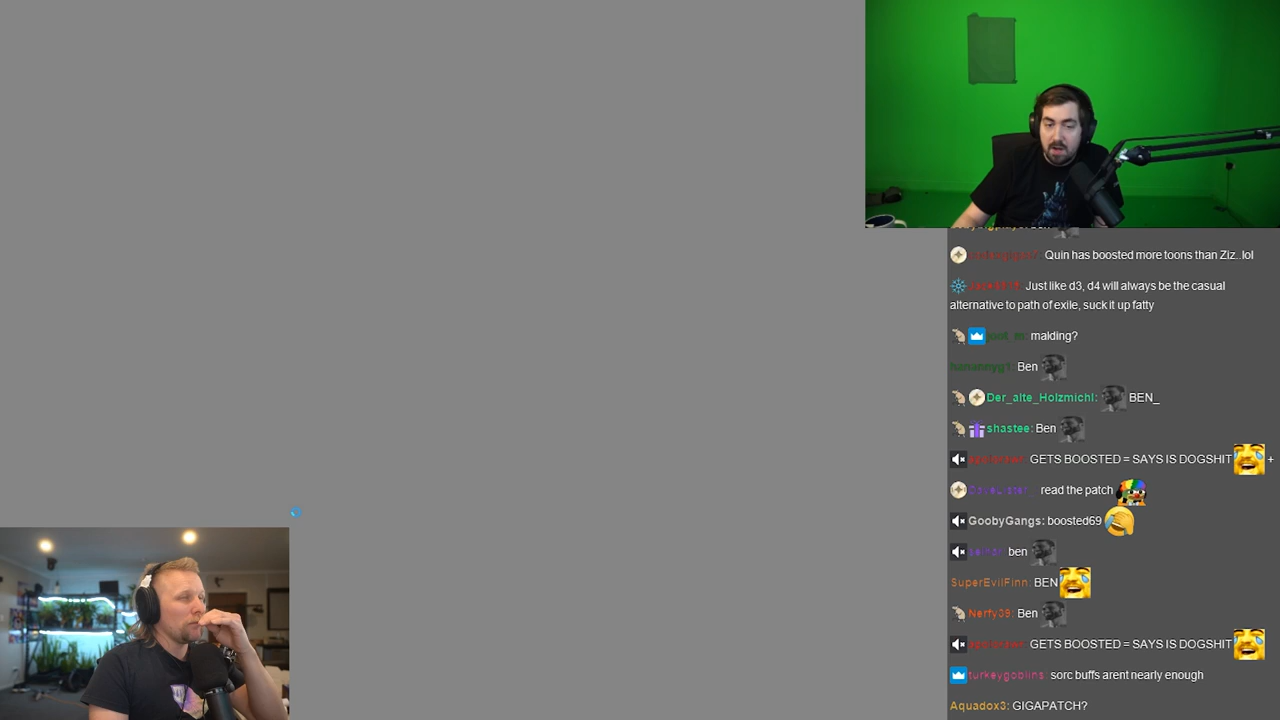 Quin has boosted more toons than Ziz..lol
Just like d3, d4 will always be the casual
alternative to path of exile, suck it up fatty
malding?
Ben
Der_alte_Holzmichl: BEN_
shastee: Ben
GETS BOOSTED = SAYS IS DOGSHIT +
read the patch
GoobyGangs: boosted69
ben
SuperEvilFinn: BEN
Nerfy39: Ben
GETS BOOSTED = SAYS IS DOGSHIT
turkeygoblins: sorc buffs arent nearly enough
Aquadox3: GIGAPATCH?